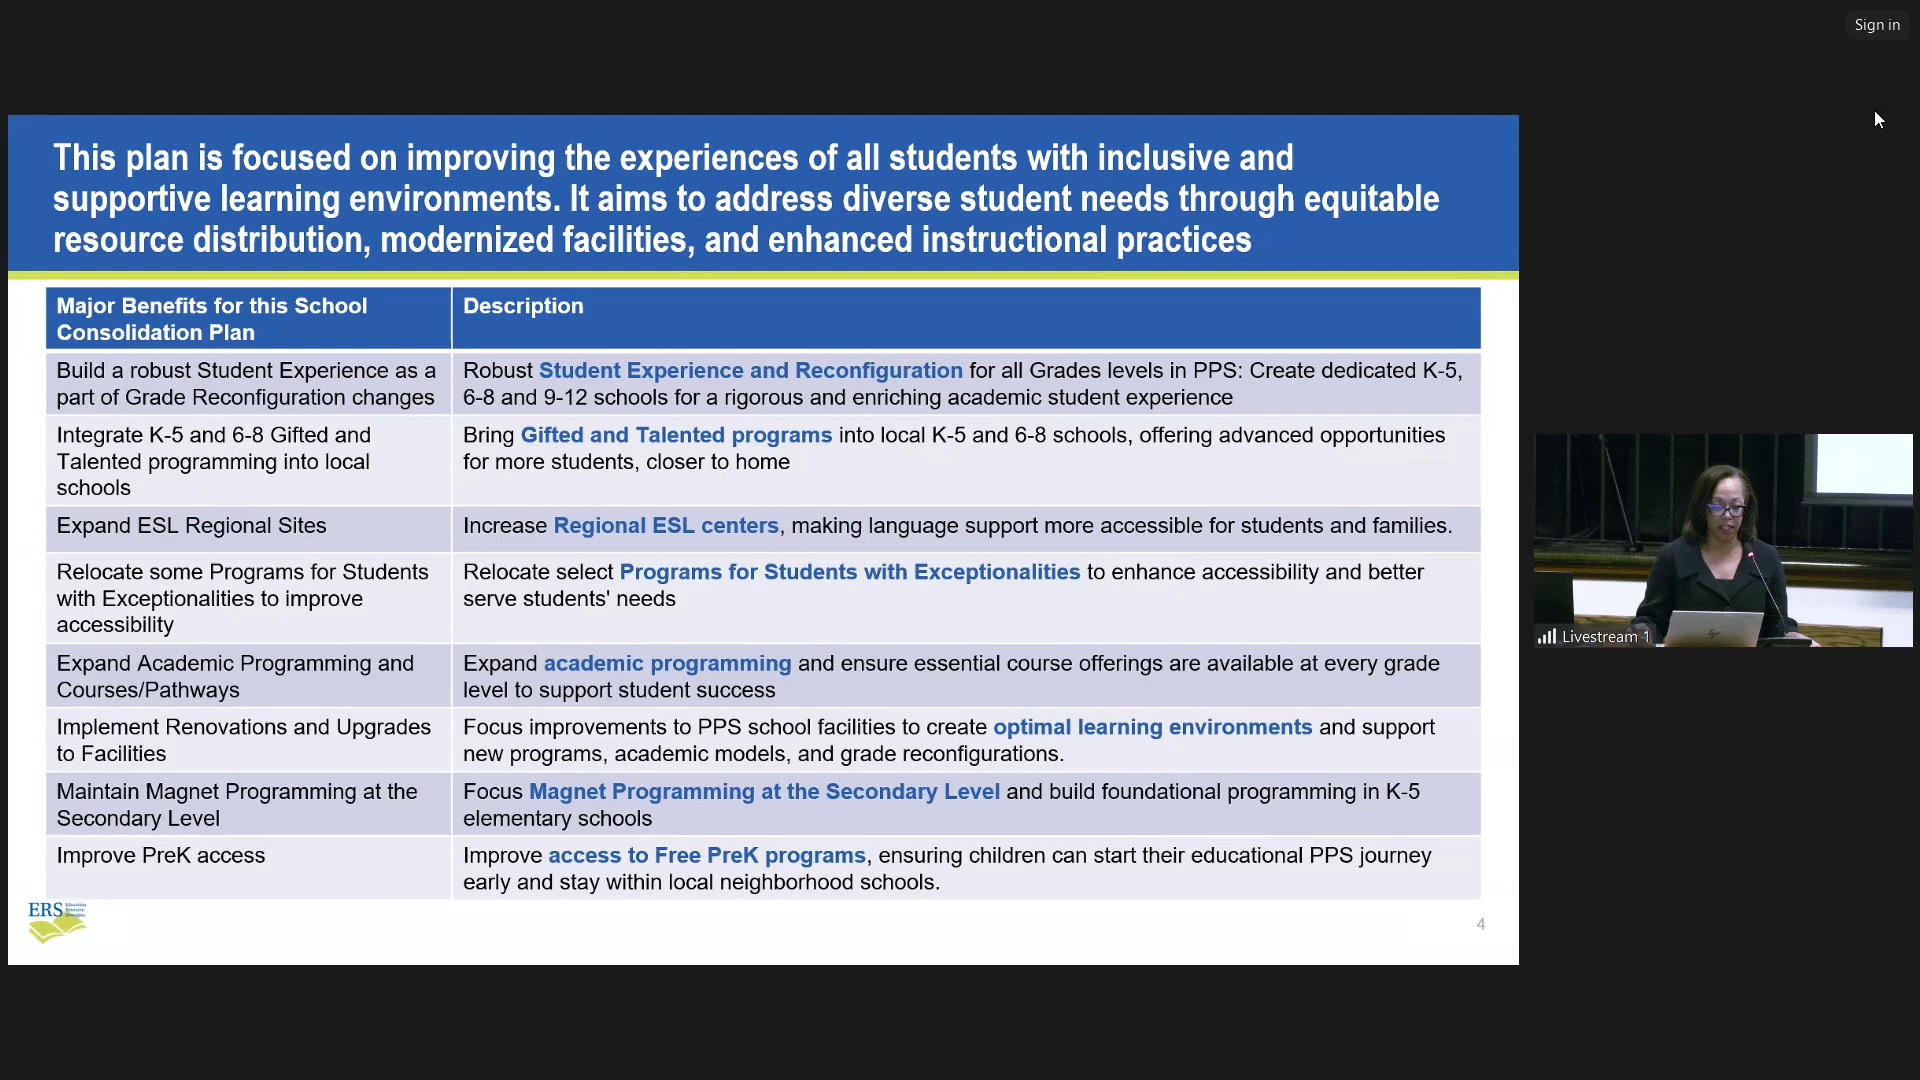 Sign in
This plan is focused on improving the experiences of all students with inclusive and
supportive learning environments. It aims to address diverse student needs through equitable
resource distribution, modernized facilities, and enhanced instructional practices
Major Benefits for this School
Consolidation Plan
Description
Build a robust Student Experience as a
part of Grade Reconfiguration changes
Robust Student Experience and Reconfiguration for all Grades levels in PPS: Create dedicated K-5,
6-8 and 9-12 schools for a rigorous and enriching academic student experience
Integrate K-5 and 6-8 Gifted and
Talented programming into local
schools
Bring Gifted and Talented programs into local K-5 and 6-8 schools, offering advanced opportunities
for more students, closer to home
Expand ESL Regional Sites
Increase Regional ESL centers, making language support more accessible for students and families.
Relocate some Programs for Students
with Exceptionalities to improve
accessibility
Relocate select Programs for Students with Exceptionalities to enhance accessibility and better
serve students' needs
Expand Academic Programming and
Courses/Pathways
Expand academic programming and ensure essential course offerings are available at every grade
level to support student success
Implement Renovations and Upgrades
to Facilities
Focus improvements to PPS school facilities to create optimal learning environments and support
new programs, academic models, and grade reconfigurations.
Maintain Magnet Programming at the
Secondary Level
Focus Magnet Programming at the Secondary Level and build foundational programming in K-5
elementary schools
Improve PreK access
Improve access to Free PreK programs, ensuring children can start their educational PPS journey
early and stay within local neighborhood schools.
ERS
4
Livestream 1
hp